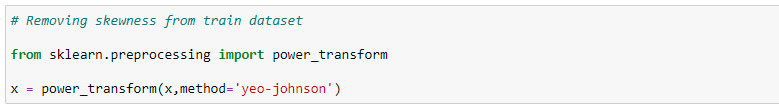 # Removing skewness from train dataset
from sklearn.preprocessing import power_transform
x = power_transform(x,method='yeo-johnson')